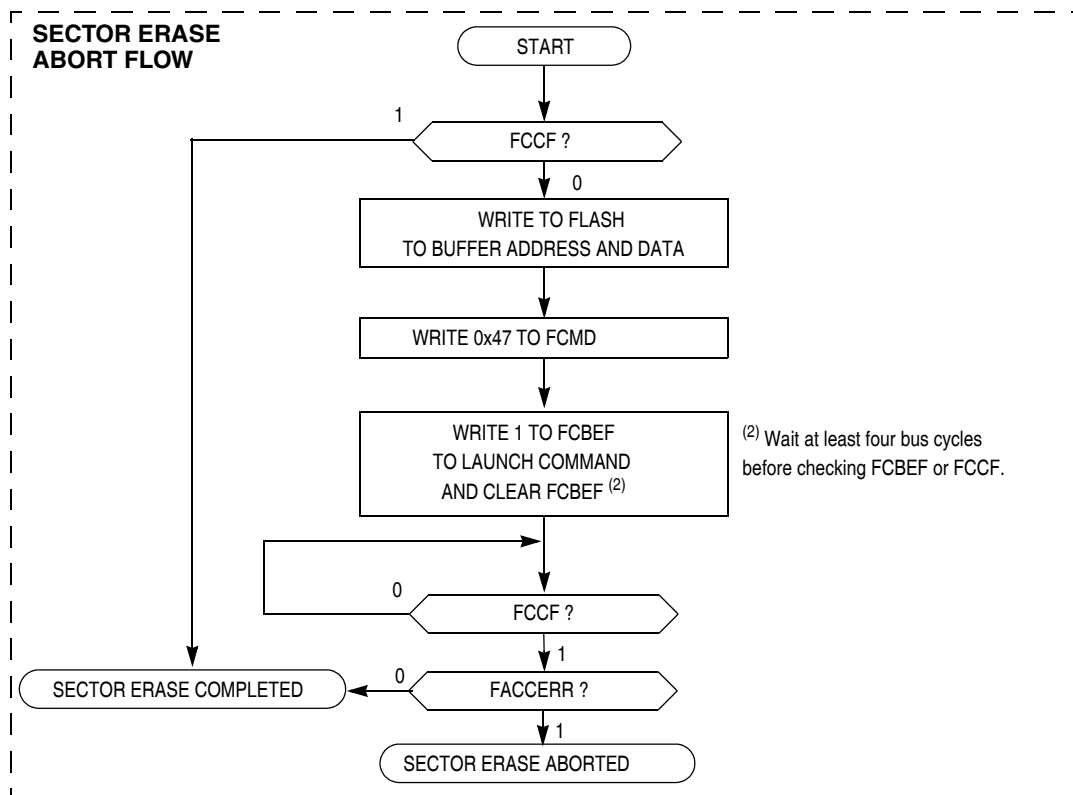 SECTOR ERASE
ABORT FLOW
START
1
FCCF ?
0
WRITE TO FLASH
TO BUFFER ADDRESS AND DATA
WRITE 0x47 TO FCMD
WRITE 1 TO FCBEF
TO LAUNCH COMMAND
AND CLEAR FCBEF (2)
(2) Wait at least four bus cycles
before checking FCBEF or FCCF.
0
FCCF ?
1
SECTOR ERASE COMPLETED
0
FACCERR ?
1
SECTOR ERASE ABORTED